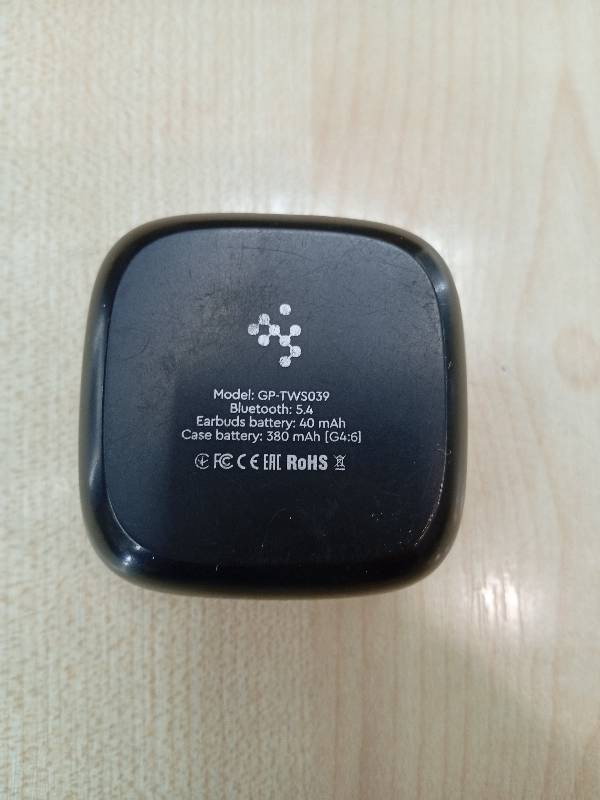 Model: GP-TWS039
Bluetooth: 5.4
Earbuds battery: 40 mAh
Case battery: 380 mAh [G4:6]
FC CE EAC RoHS